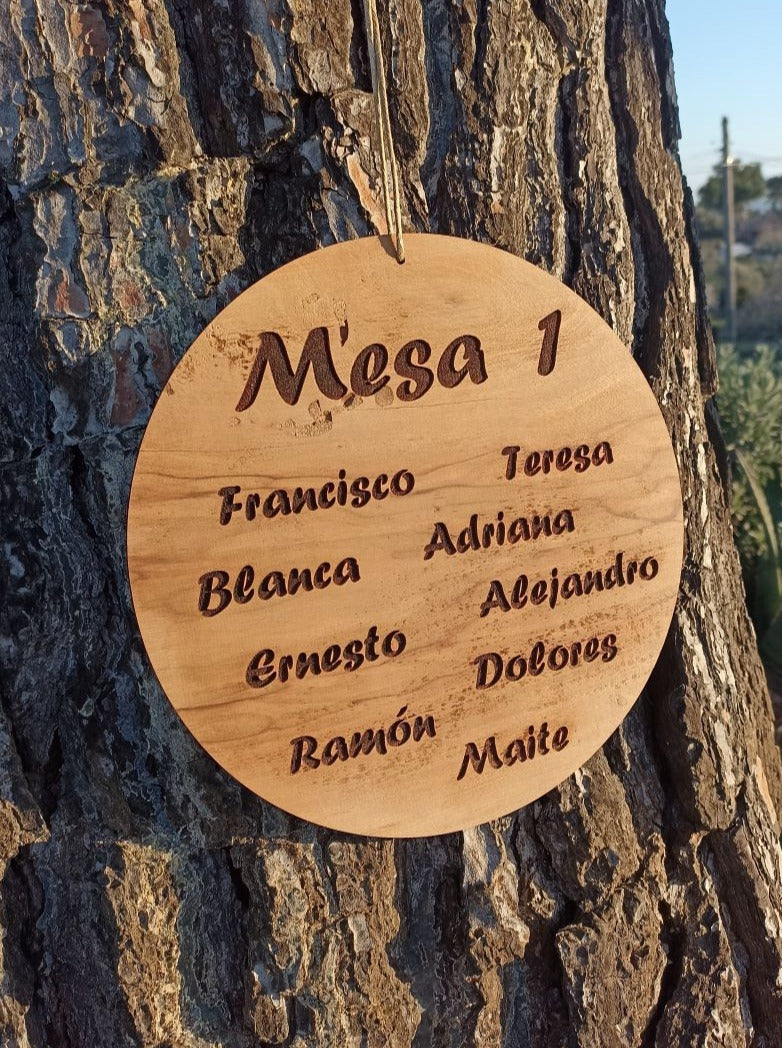 Mesa 1
Francisco
Teresa
Blanca
Adriana
Ernesto
Alejandro
Ramón
Dolores
Maite